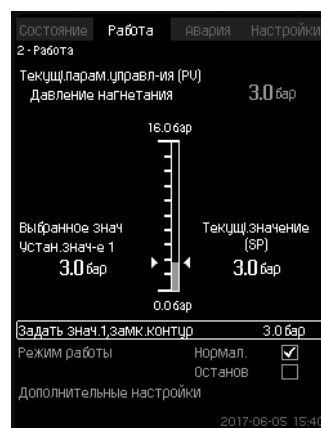 Состояние Работа Авария Настройки
2 - Работа
Текущ.парам.управл-ия (PV)
Давление нагнетания 3.0 бар
16.0 бар
Выбранное знач
Устан.знач-е 1
3.0 бар
Текущ.значение
(SP)
3.0 бар
0.0 бар
Задать знач.1,замк.контур 3.0 бар
Режим работы Нормал.
Останов
Дополнительные настройки
2017-06-05 15:40